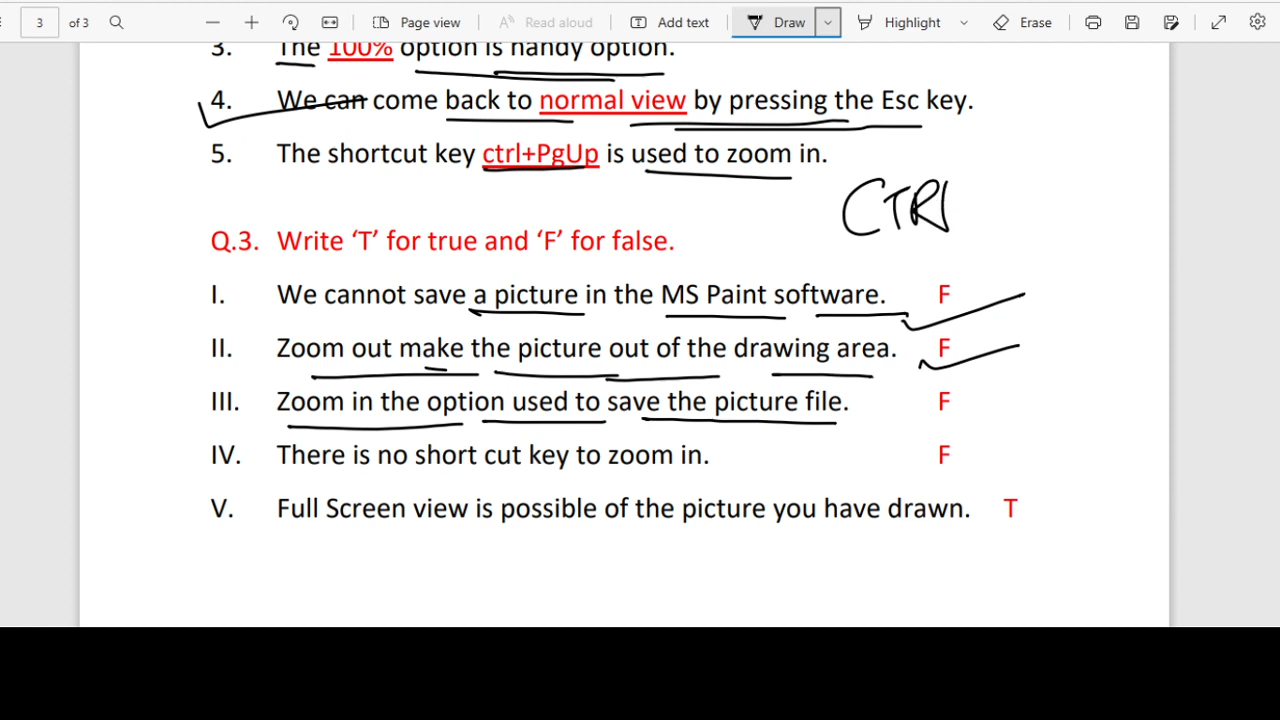 3 of 3 Page view Read aloud Add text Draw Highlight Erase
3. The 100% option is handy option.
4. We can come back to normal view by pressing the Esc key.
5. The shortcut key ctrl+PgUp is used to zoom in.
CTRL
Q.3. Write ‘T’ for true and ‘F’ for false.
I. We cannot save a picture in the MS Paint software. F
II. Zoom out make the picture out of the drawing area. F
III. Zoom in the option used to save the picture file. F
IV. There is no short cut key to zoom in. F
V. Full Screen view is possible of the picture you have drawn. T